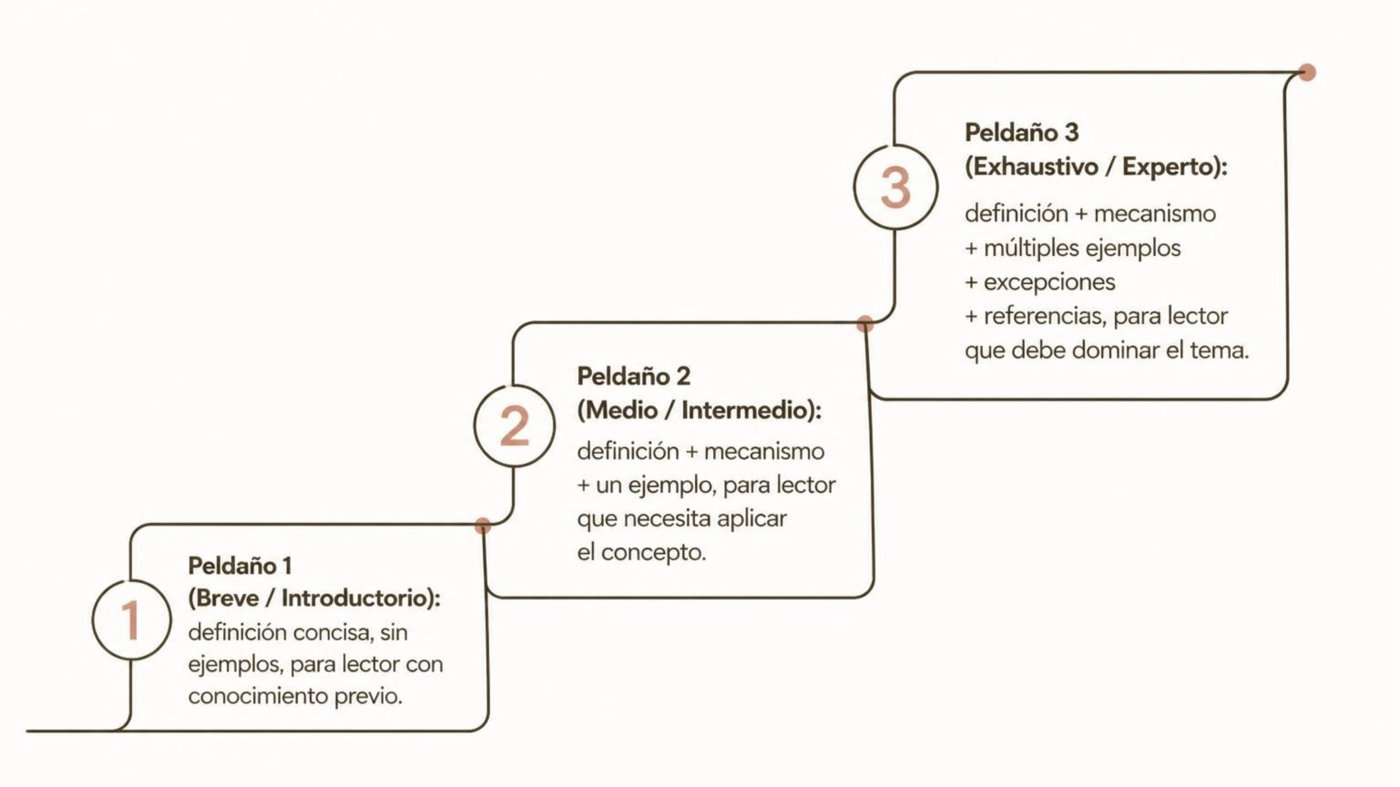 1
Peldaño 1
(Breve / Introductorio):
definición concisa, sin
ejemplos, para lector con
conocimiento previo.
2
Peldaño 2
(Medio / Intermedio):
definición + mecanismo
+ un ejemplo, para lector
que necesita aplicar
el concepto.
3
Peldaño 3
(Exhaustivo / Experto):
definición + mecanismo
+ múltiples ejemplos
+ excepciones
+ referencias, para lector
que debe dominar el tema.